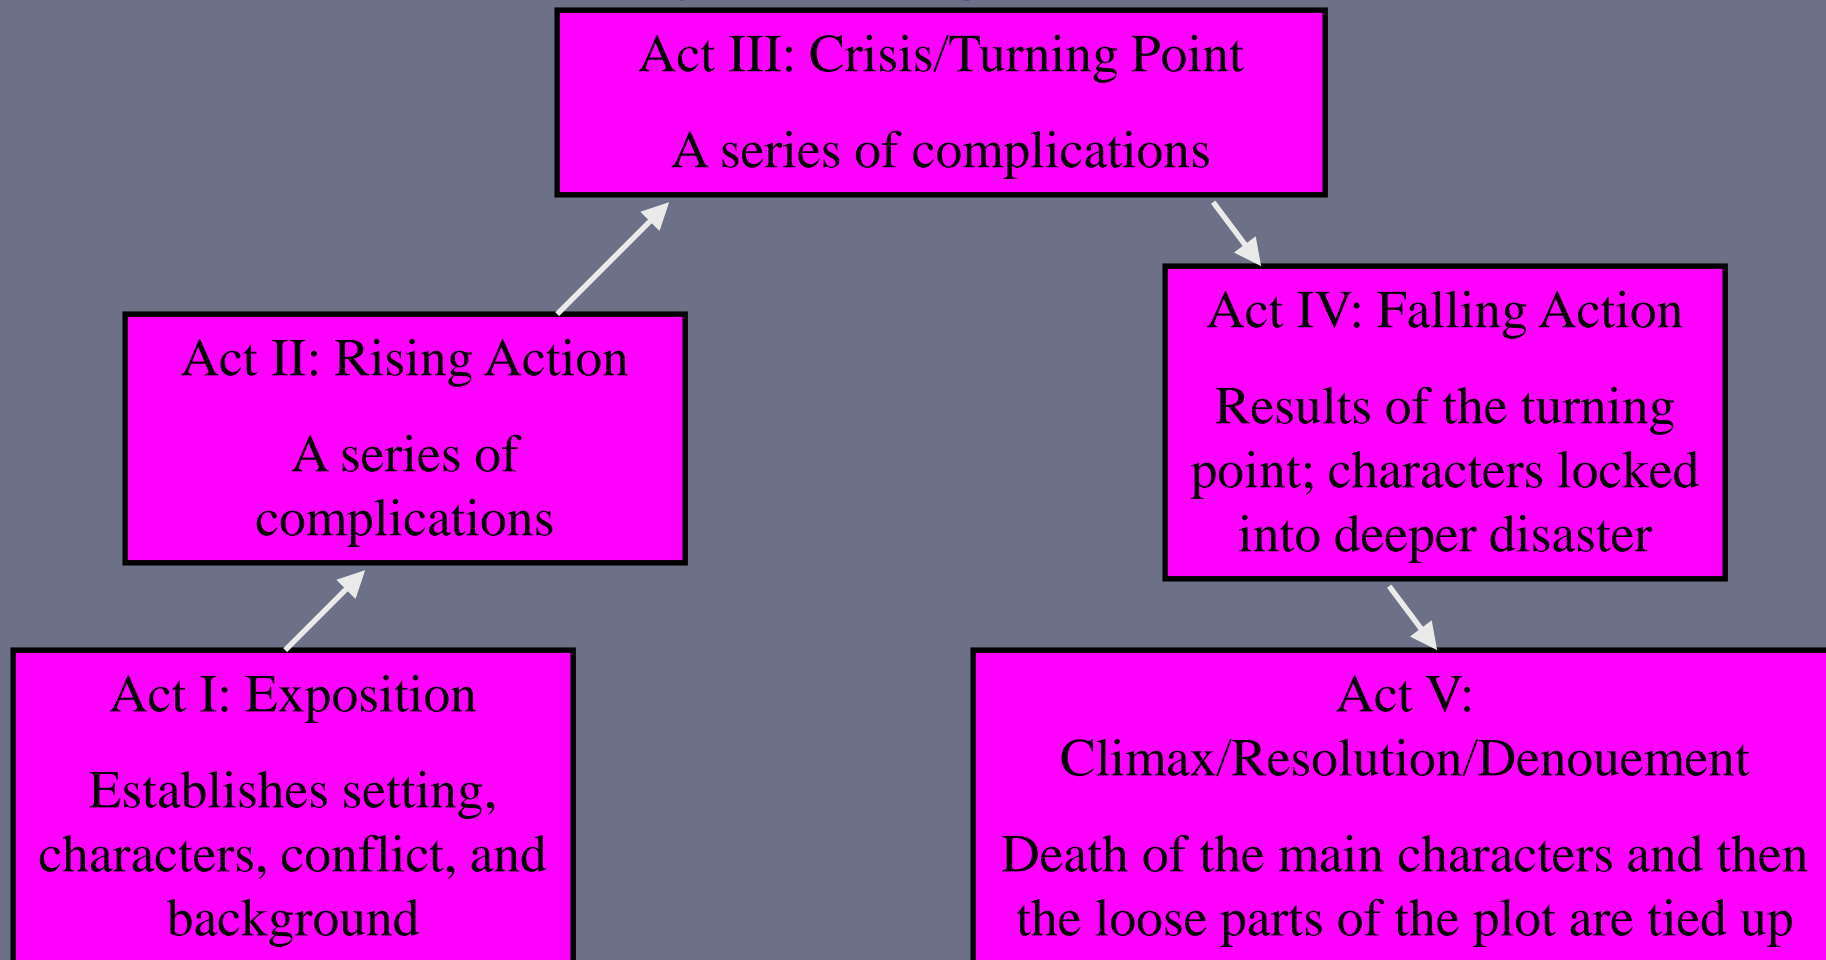 Act III: Crisis/Turning Point
A series of complications
Act II: Rising Action
A series of
complications
Act IV: Falling Action
Results of the turning
point; characters locked
into deeper disaster
Act I: Exposition
Establishes setting,
characters, conflict, and
background
Act V:
Climax/Resolution/Denouement
Death of the main characters and then
the loose parts of the plot are tied up